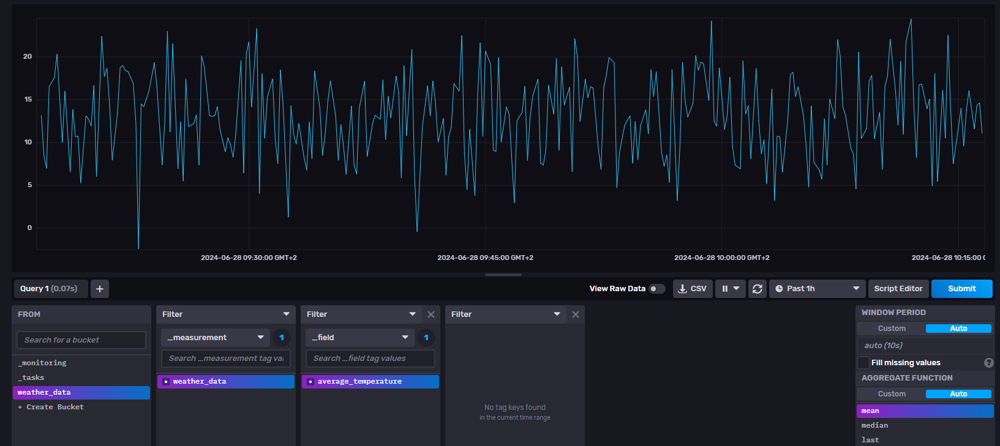 20
15
10
5
0
2024-06-28 09:30:00 GMT+2
2024-06-28 09:45:00 GMT+2
2024-06-28 10:00:00 GMT+2
2024-06-28 10:15:00 G
Query 1 (0.07s)
+
View Raw Data
CSV
Past 1h
Script Editor
Submit
FROM
Search for a bucket
_monitoring
_tasks
weather_data
+ Create Bucket
Filter
_measurement
1
Search _measurement tag va
weather_data
Filter
_field
1
Search _field tag values
average_temperature
Filter
No tag keys found
in the current time range
WINDOW PERIOD
Custom
Auto
auto (10s)
Fill missing values
?
AGGREGATE FUNCTION
Custom
Auto
mean
median
last